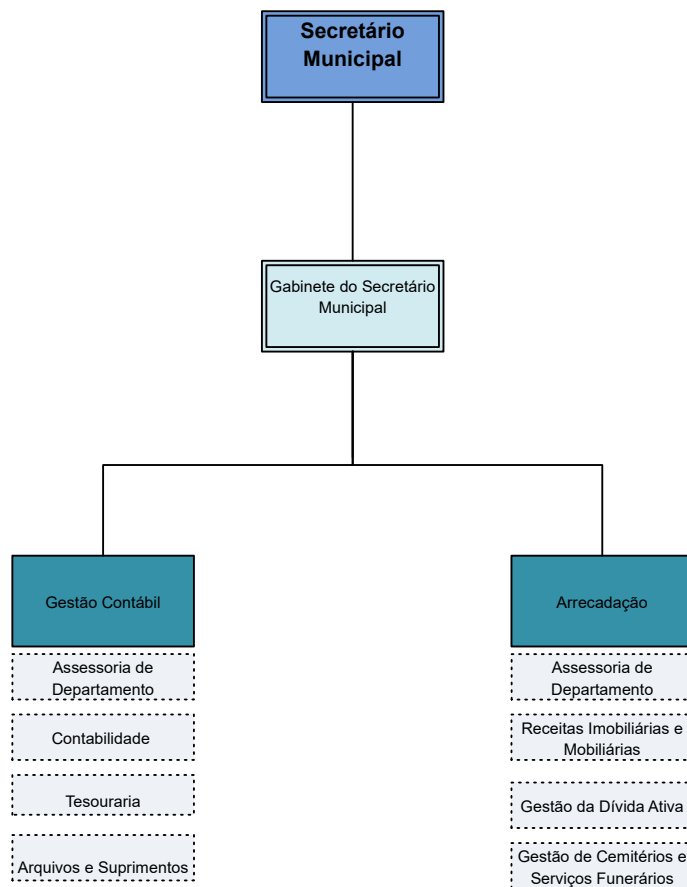 Secretário
Municipal
Gabinete do Secretário
Municipal
Gestão Contábil
Arrecadação
Assessoria de
Departamento
Assessoria de
Departamento
Contabilidade
Receitas Imobiliárias e
Mobiliárias
Tesouraria
Gestão da Dívida Ativa
Arquivos e Suprimentos
Gestão de Cemitérios e
Serviços Funerários